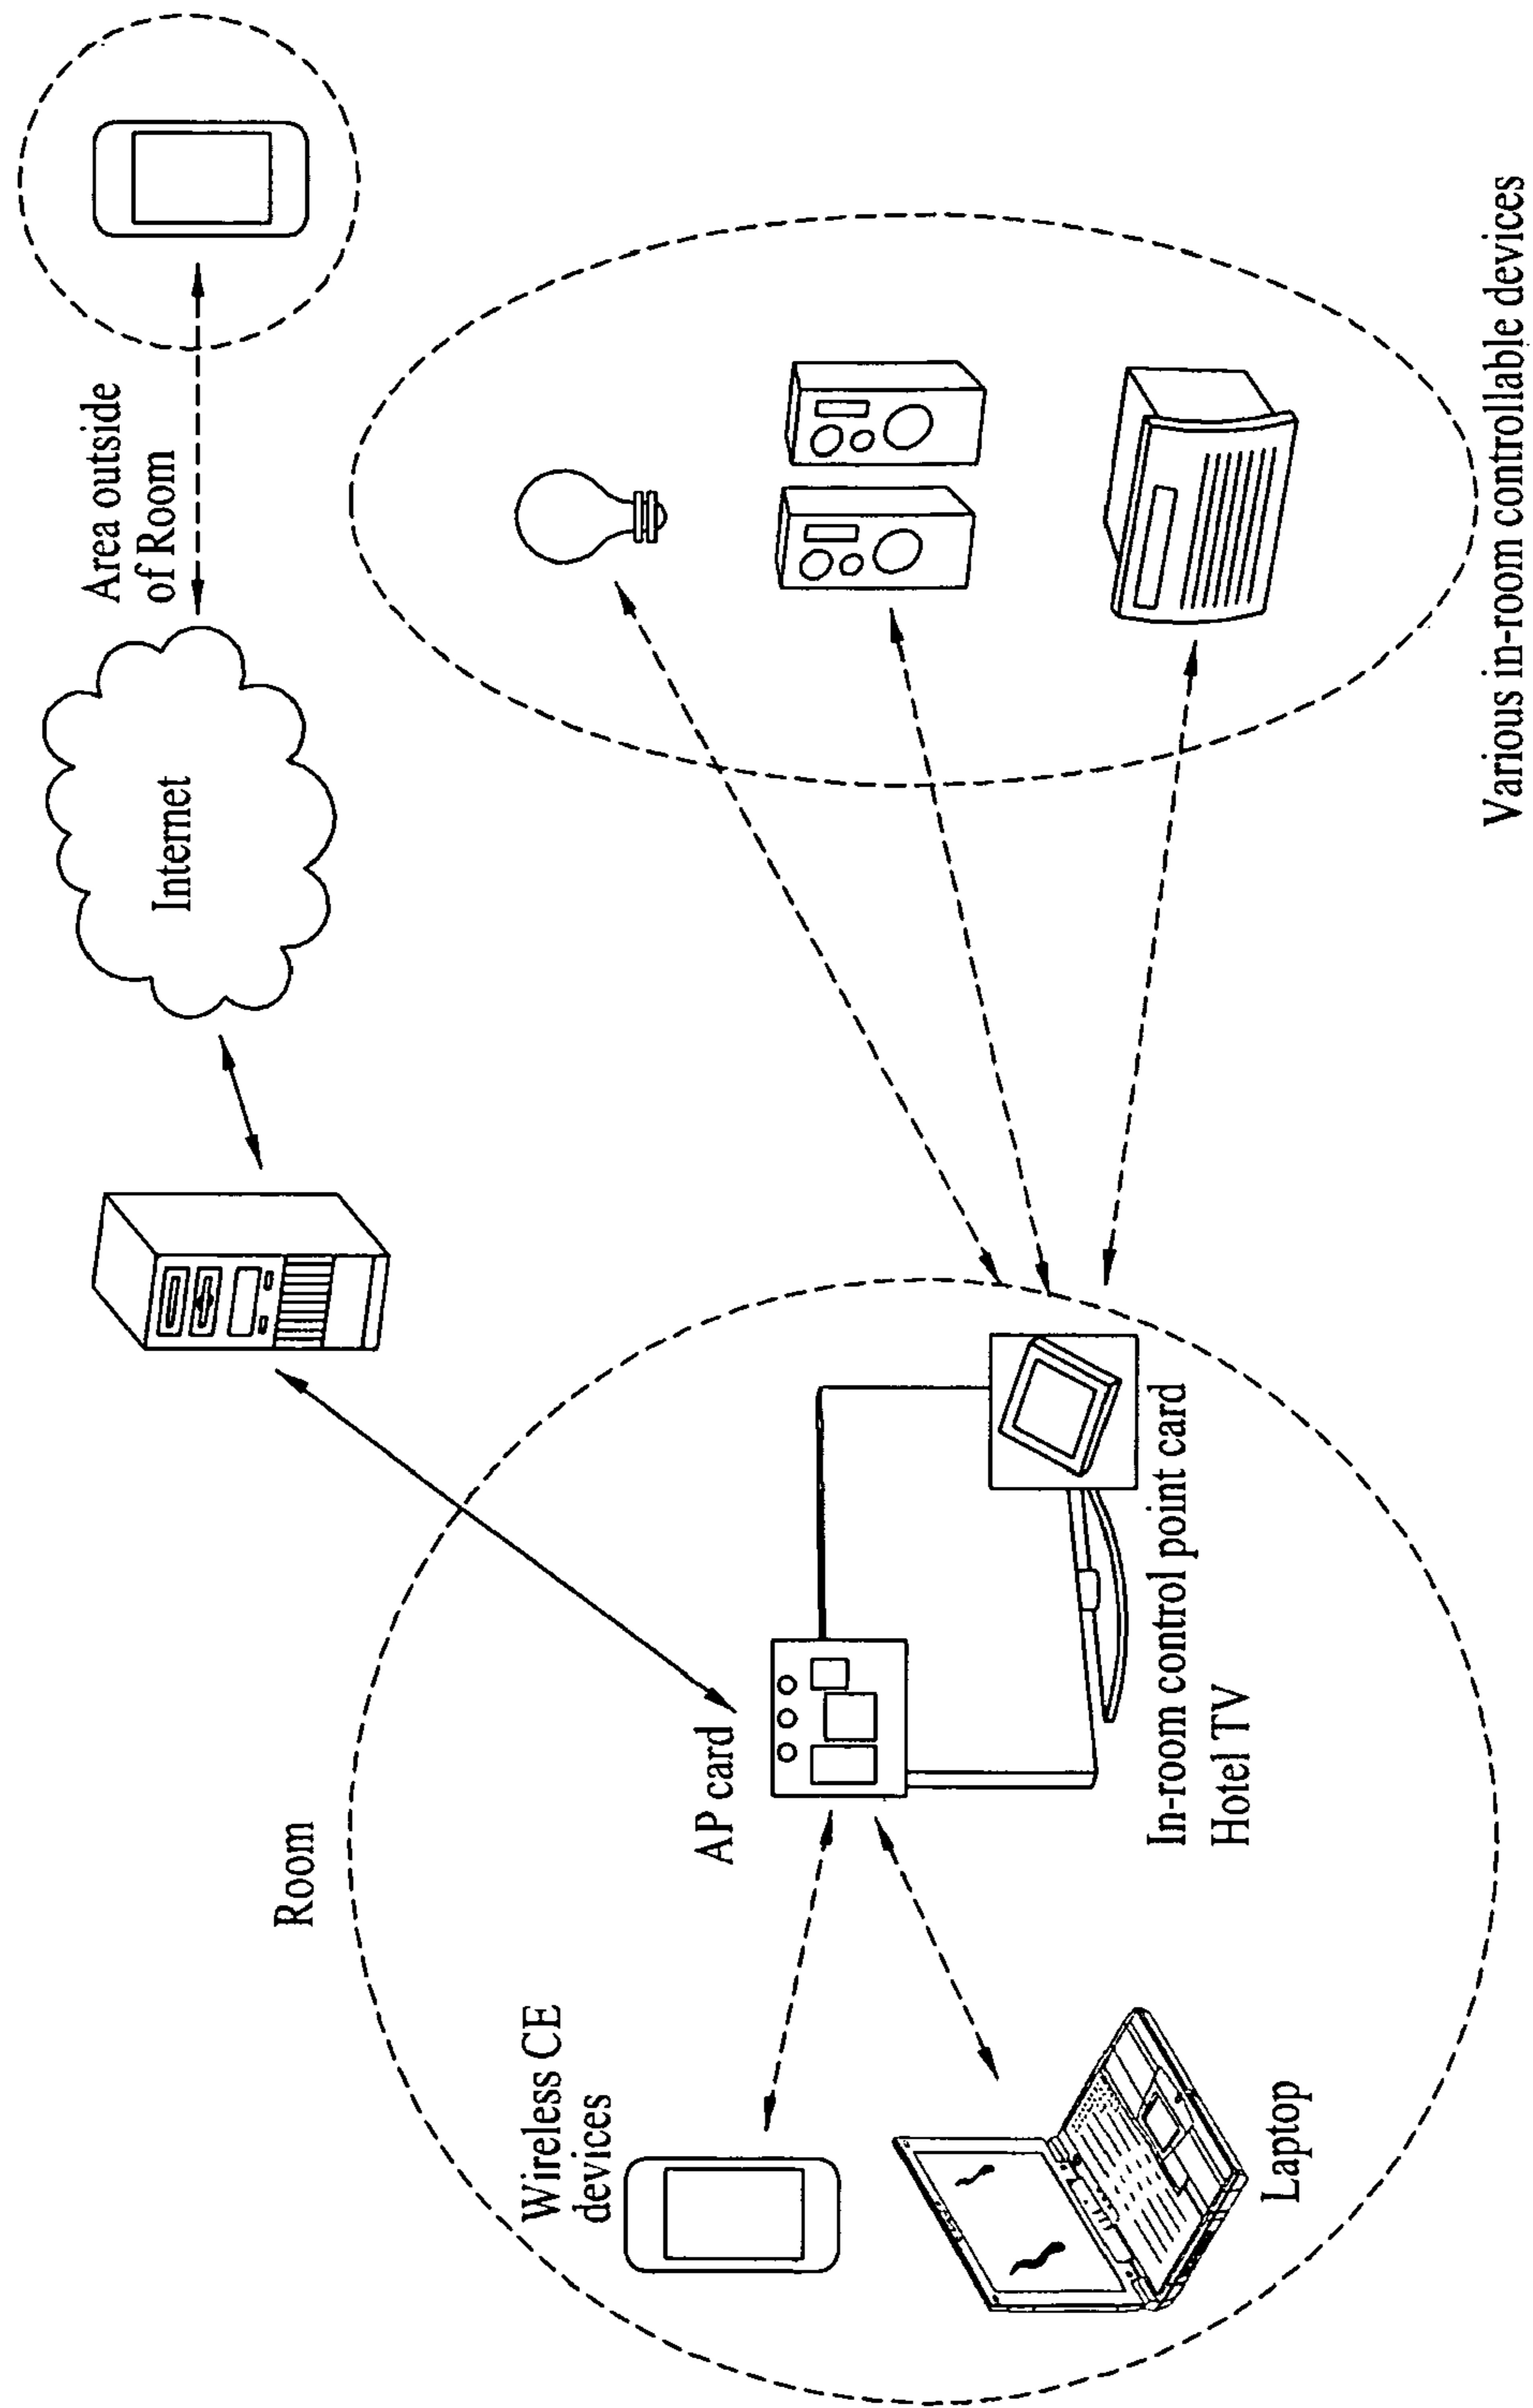 Room
Wireless CE
devices
Laptop
AP card
In-room control point card
Hotel TV
Internet
Area outside
of Room
Various in-room controllable devices